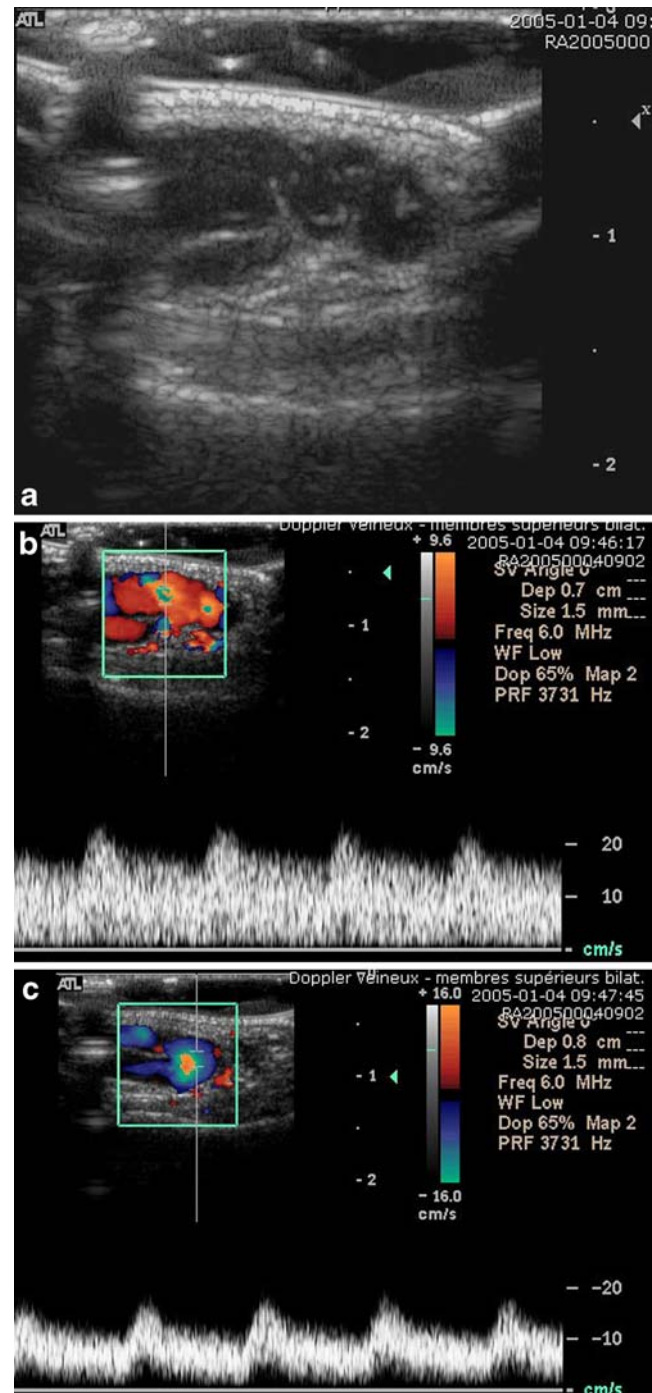 ATL
2005-01-04 09:
RA2005000
x
- 1
- 2
a
b
ATL
Doppler Veineux - membres supérieurs bilat.
+ 9.6 2005-01-04 09:46:17
RA200500040902
SV Angle 0°
Dep 0.7 cm
Size 1.5 mm
Freq 6.0 MHz
WF Low
Dop 65% Map 2
PRF 3731 Hz
- 1
- 2
- 9.6
cm/s
- 20
- 10
- cm/s
c
ATL
Doppler Veineux - membres supérieurs bilat.
+ 16.0 2005-01-04 09:47:45
RA200500040902
SV Angle 0°
Dep 0.8 cm
Size 1.5 mm
Freq 6.0 MHz
WF Low
Dop 65% Map 2
PRF 3731 Hz
- 1
- 2
- 16.0
cm/s
- -20
- -10
cm/s